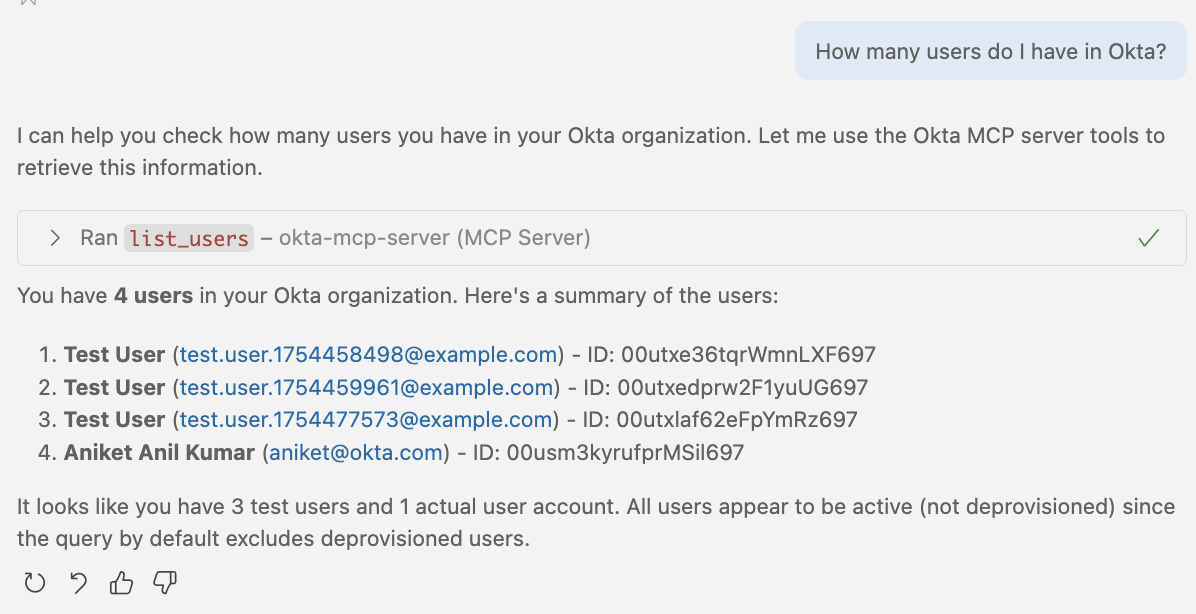 How many users do I have in Okta?
I can help you check how many users you have in your Okta organization. Let me use the Okta MCP server tools to
retrieve this information.
Ran list_users – okta-mcp-server (MCP Server)
You have 4 users in your Okta organization. Here's a summary of the users:
1. Test User (test.user.1754458498@example.com) - ID: 00utxe36tqrWmnLXF697
2. Test User (test.user.1754459961@example.com) - ID: 00utxedprw2F1yuUG697
3. Test User (test.user.1754477573@example.com) - ID: 00utxlaf62eFpYmRz697
4. Aniket Anil Kumar (aniket@okta.com) - ID: 00usm3kyrufprMSil697
It looks like you have 3 test users and 1 actual user account. All users appear to be active (not deprovisioned) since
the query by default excludes deprovisioned users.